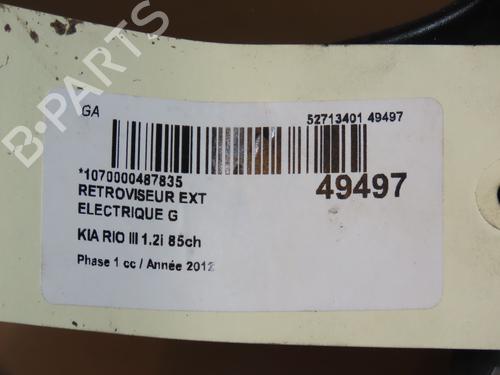 GA
52713401 49497
*1070000487835
49497
RETROVISEUR EXT
ELECTRIQUE G
KIA RIO III 1.2i 85ch
Phase 1 cc / Année 2012
B-PARTS